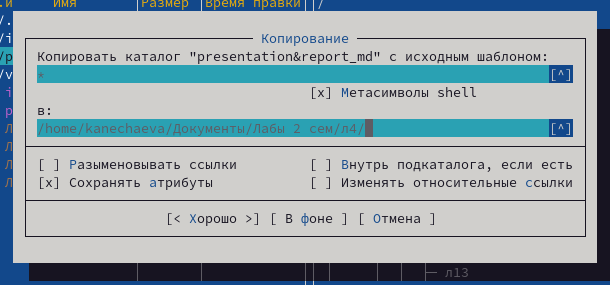 .и Имя Размер Время правки /
/.
/i
Копирование
/p Копировать каталог "presentation&report_md" с исходным шаблоном:
/v * [^]
i [x] Метасимволы shell
р в:
Л /home/kanechaeva/Документы/Лабы 2 сем/л4/ [^]
Л
Л [ ] Разыменовывать ссылки [ ] Внутрь подкаталога, если есть
Л [x] Сохранять атрибуты [ ] Изменять относительные ссылки
[< Хорошо >] [ В фоне ] [ Отмена ]
л13